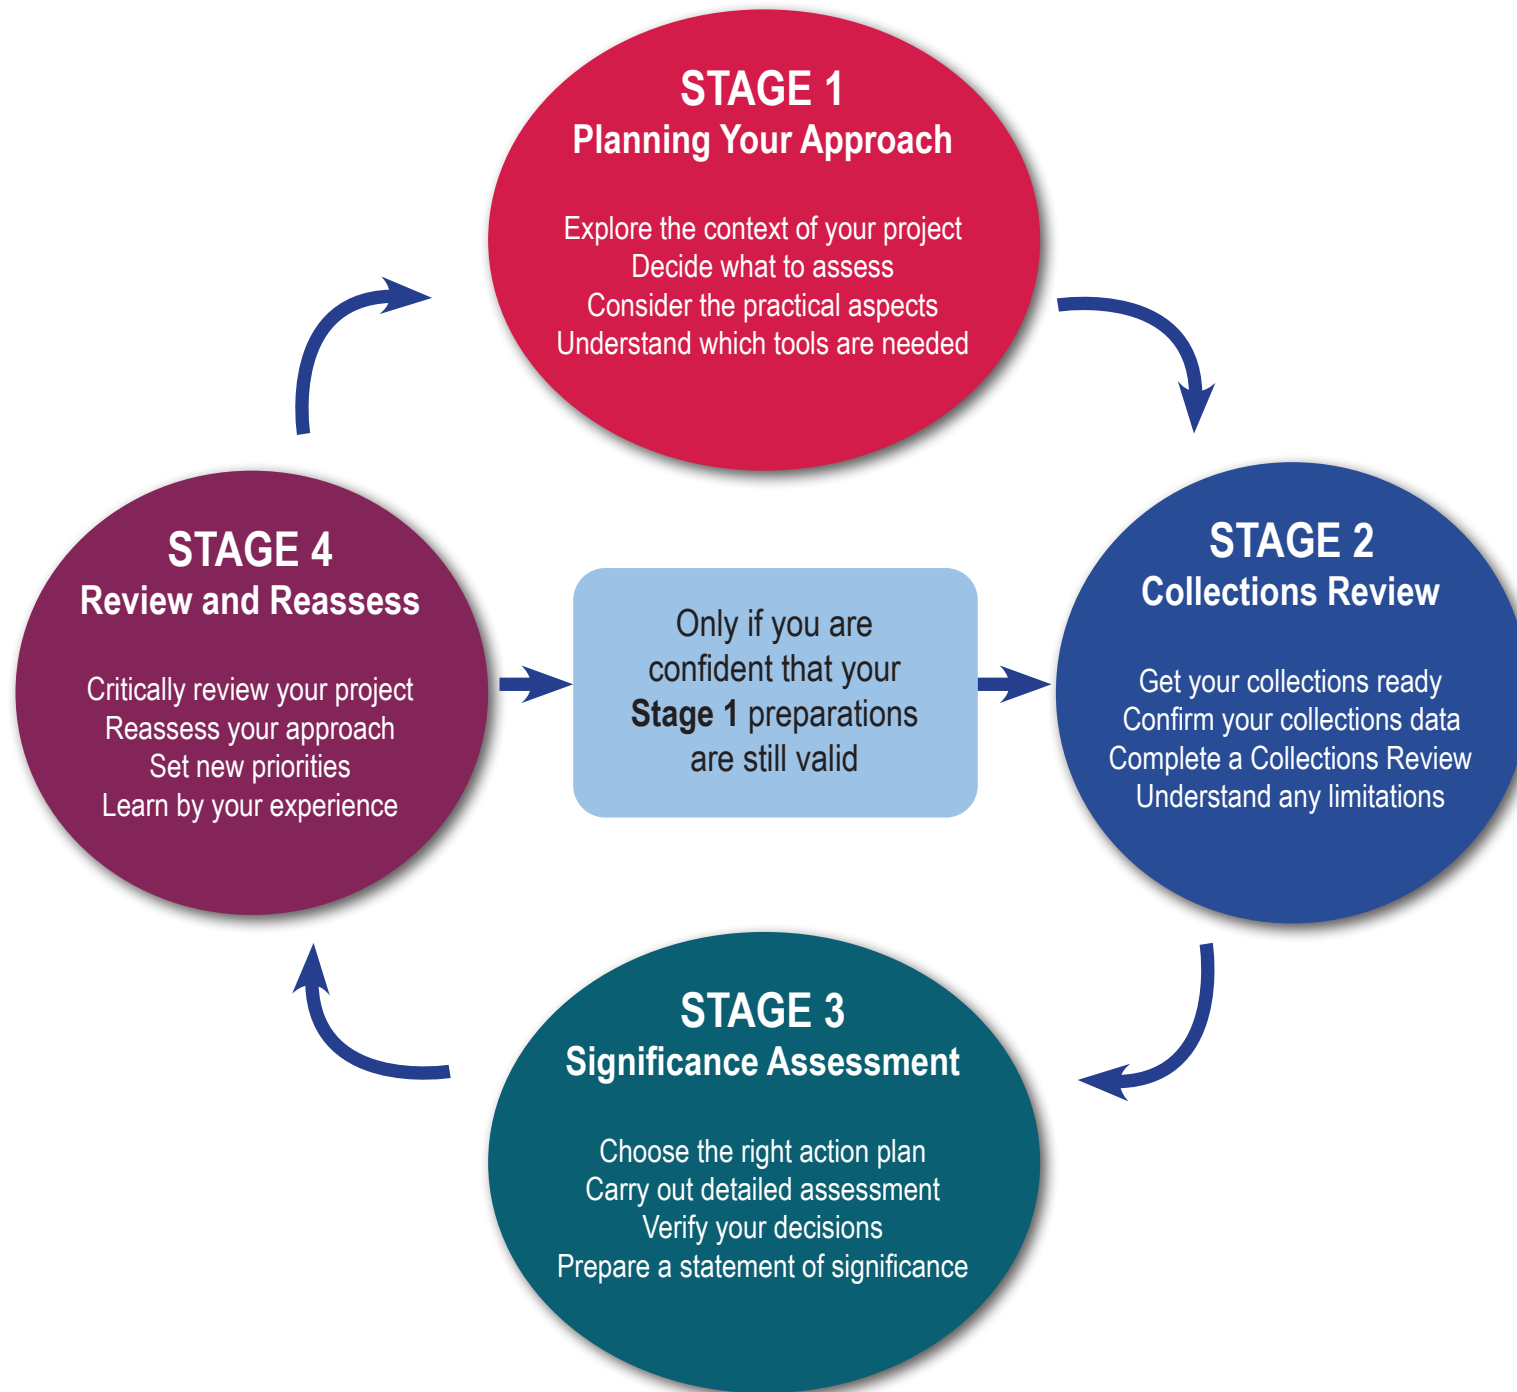 STAGE 1
Planning Your Approach
Explore the context of your project
Decide what to assess
Consider the practical aspects
Understand which tools are needed
STAGE 2
Collections Review
Get your collections ready
Confirm your collections data
Complete a Collections Review
Understand any limitations
STAGE 3
Significance Assessment
Choose the right action plan
Carry out detailed assessment
Verify your decisions
Prepare a statement of significance
STAGE 4
Review and Reassess
Critically review your project
Reassess your approach
Set new priorities
Learn by your experience
Only if you are
confident that your
Stage 1 preparations
are still valid